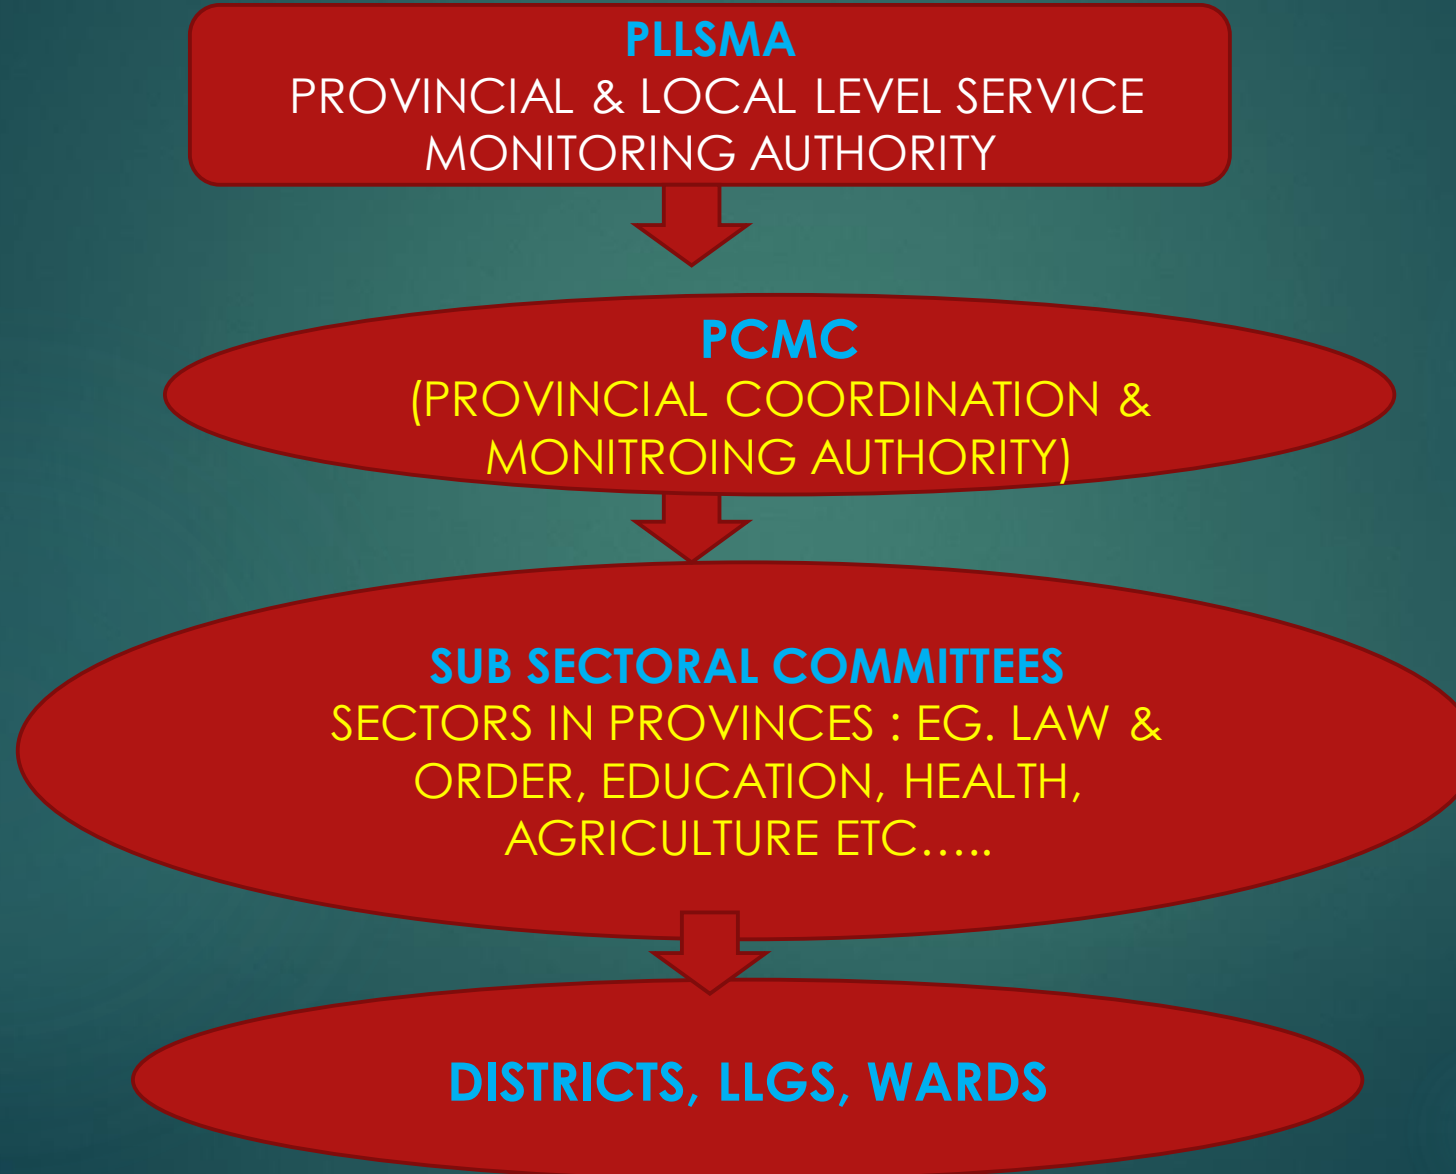 PLLSMA
PROVINCIAL & LOCAL LEVEL SERVICE
MONITORING AUTHORITY
PCMC
(PROVINCIAL COORDINATION &
MONITROING AUTHORITY)
SUB SECTORAL COMMITTEES
SECTORS IN PROVINCES : EG. LAW &
ORDER, EDUCATION, HEALTH,
AGRICULTURE ETC…..
DISTRICTS, LLGS, WARDS